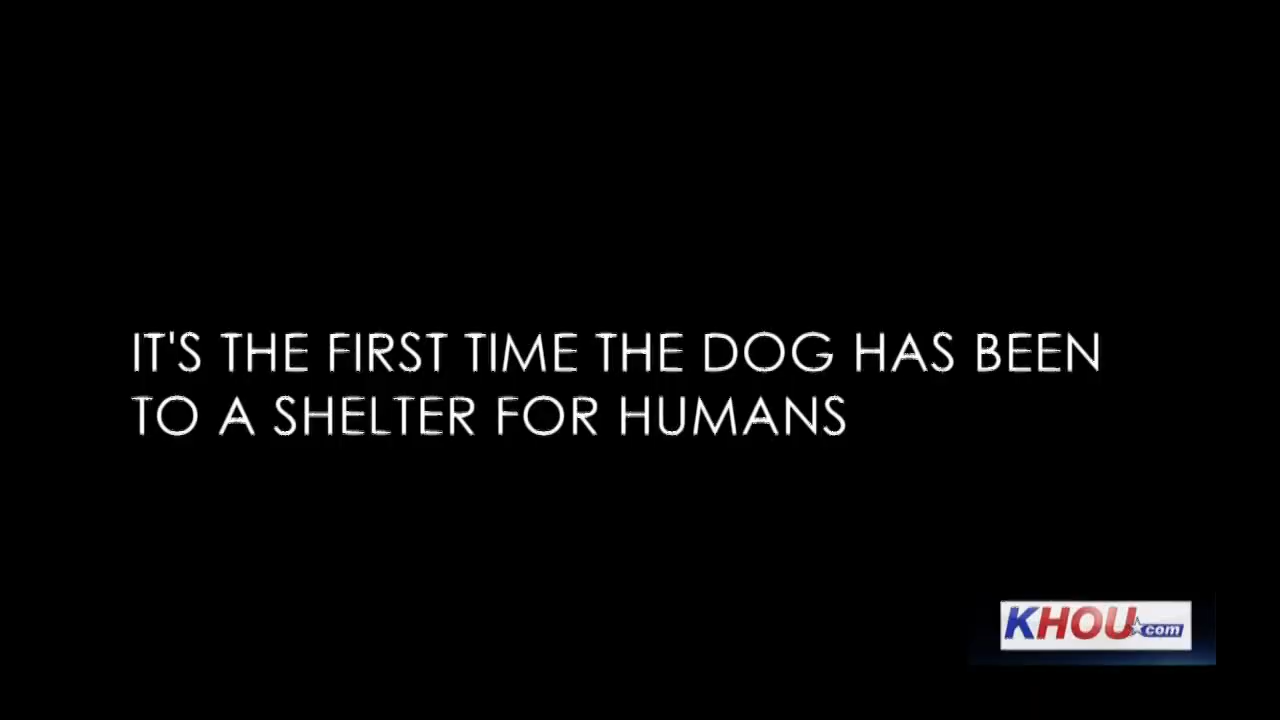 IT'S THE FIRST TIME THE DOG HAS BEEN
TO A SHELTER FOR HUMANS
KHOU.com